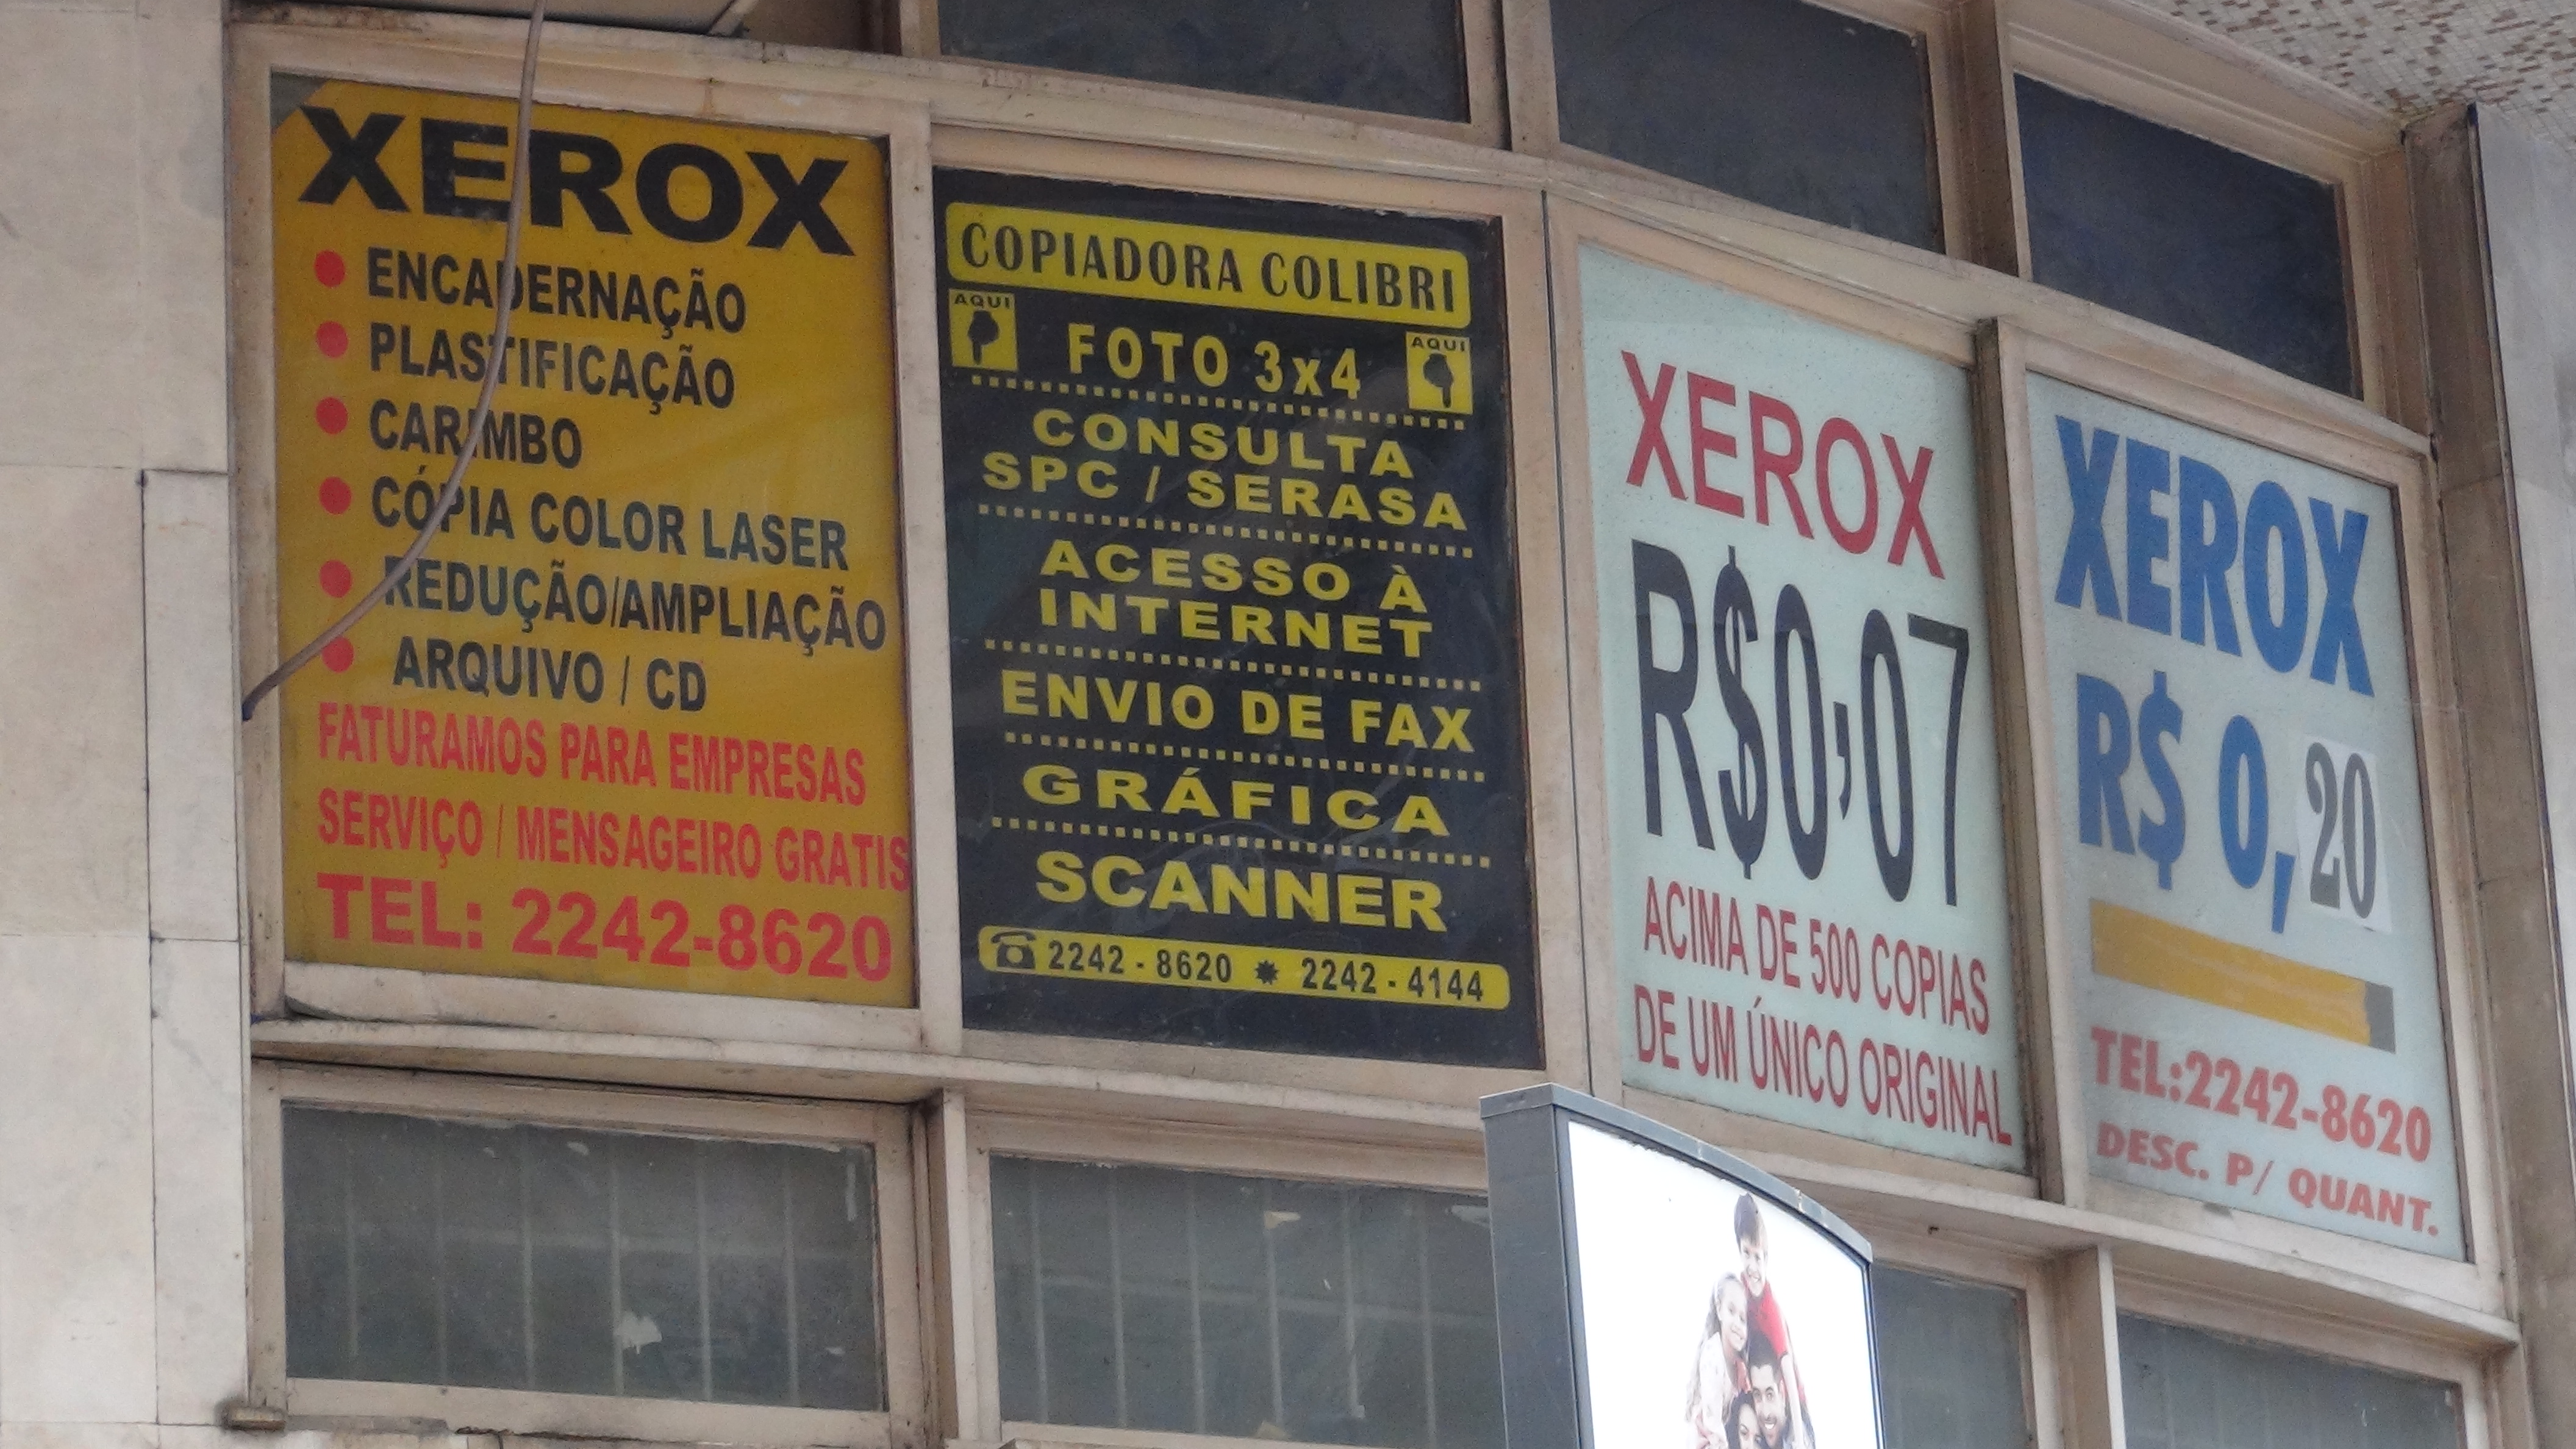 XEROX
ENCADERNAÇÃO
PLASTIFICAÇÃO
CARIMBO
CÓPIA COLOR LASER
REDUÇÃO/AMPLIAÇÃO
ARQUIVO / CD
FATURAMOS PARA EMPRESAS
SERVIÇO / MENSAGEIRO GRATIS
TEL: 2242-8620
COPIADORA COLIBRI
AQUI
FOTO 3x4
AQUI
CONSULTA
SPC / SERASA
ACESSO À
INTERNET
ENVIO DE FAX
GRÁFICA
SCANNER
2242 - 8620 2242 - 4144
XEROX
R$0,07
ACIMA DE 500 COPIAS
DE UM ÚNICO ORIGINAL
XEROX
R$ 0,20
TEL:2242-8620
DESC. P/ QUANT.